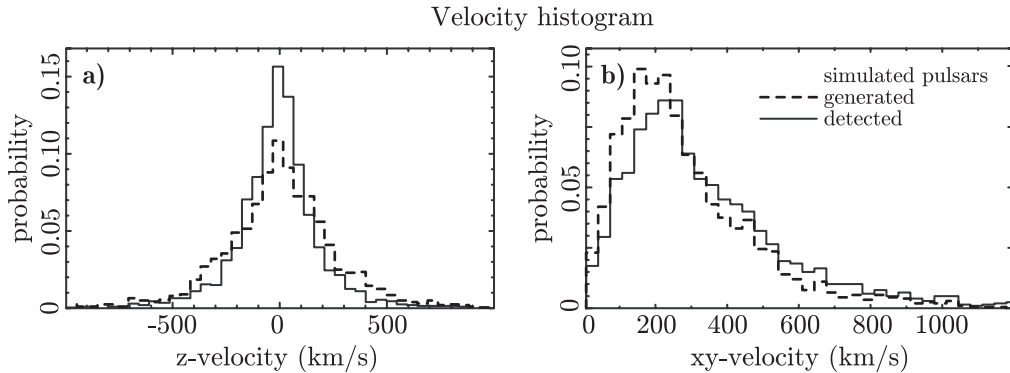 Velocity histogram
a)
probability
0.15
0.10
0.05
0
-500 0 500
z-velocity (km/s)
b)
simulated pulsars
generated
detected
probability
0.10
0.05
0
0 200 400 600 800 1000
xy-velocity (km/s)